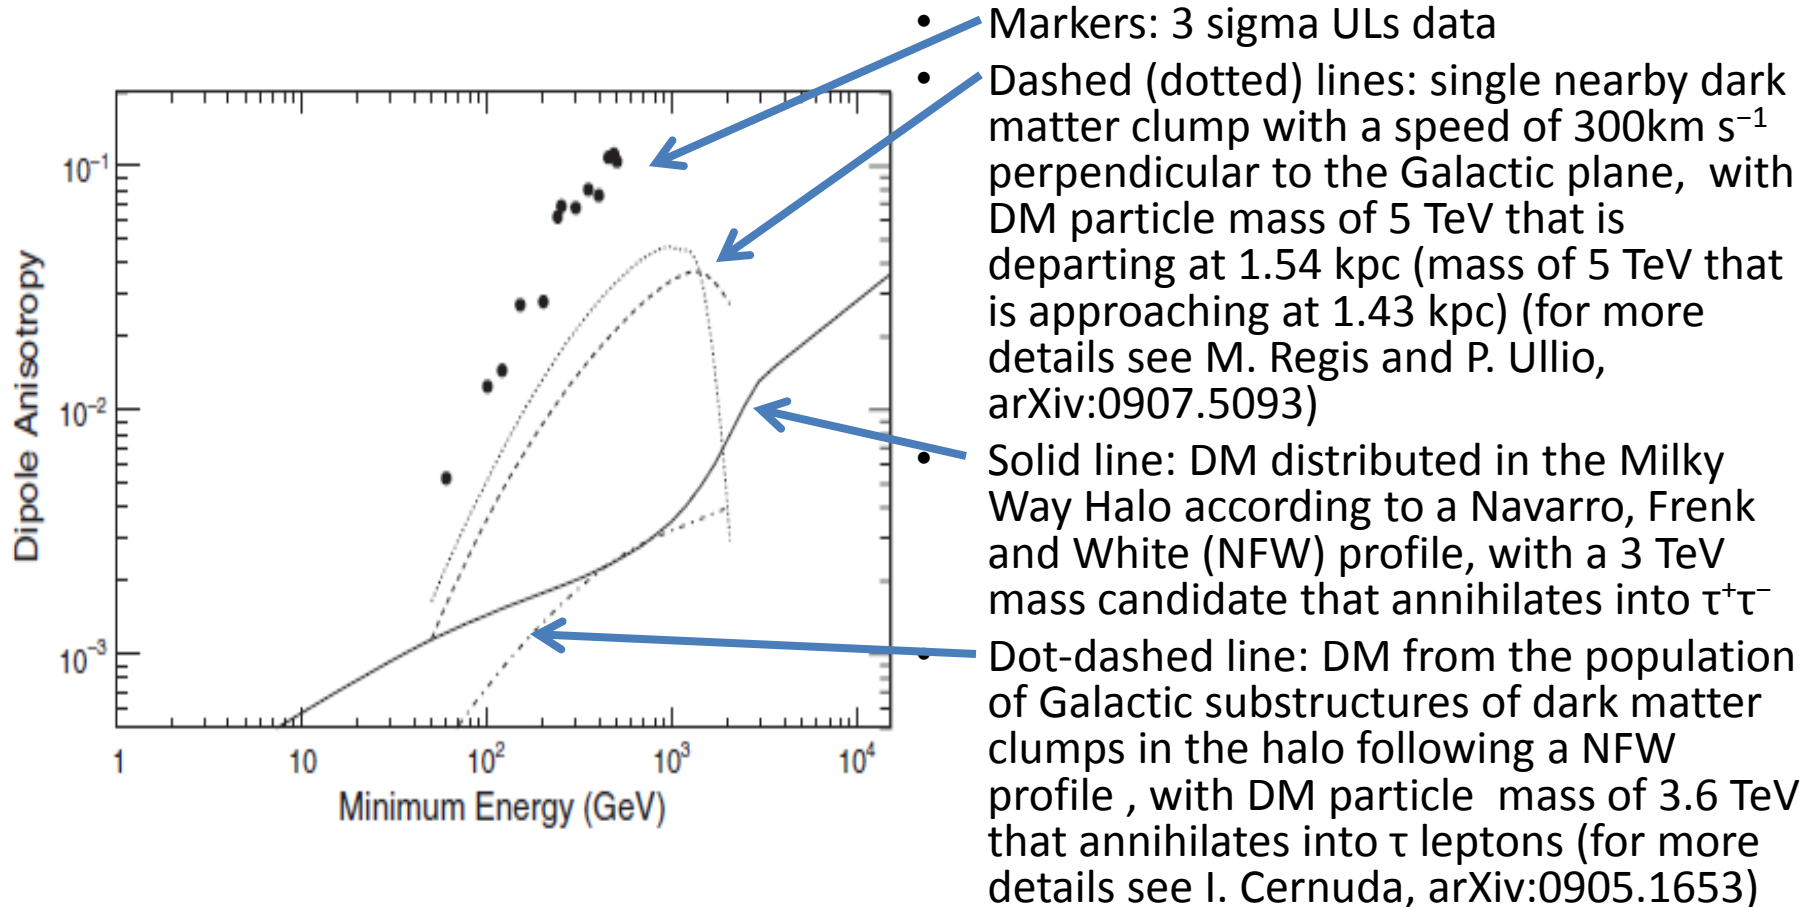 • Markers: 3 sigma ULs data
• Dashed (dotted) lines: single nearby dark
matter clump with a speed of 300km s⁻¹
perpendicular to the Galactic plane, with
DM particle mass of 5 TeV that is
departing at 1.54 kpc (mass of 5 TeV that
is approaching at 1.43 kpc) (for more
details see M. Regis and P. Ullio,
arXiv:0907.5093)
• Solid line: DM distributed in the Milky
Way Halo according to a Navarro, Frenk
and White (NFW) profile, with a 3 TeV
mass candidate that annihilates into τ⁺τ⁻
• Dot-dashed line: DM from the population
of Galactic substructures of dark matter
clumps in the halo following a NFW
profile , with DM particle mass of 3.6 TeV
that annihilates into τ leptons (for more
details see I. Cernuda, arXiv:0905.1653)
Dipole Anisotropy
10⁻¹
10⁻²
10⁻³
1 10 10² 10³ 10⁴
Minimum Energy (GeV)